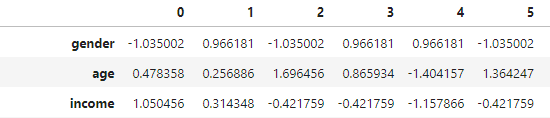 0 1 2 3 4 5
gender -1.035002 0.966181 -1.035002 0.966181 0.966181 -1.035002
age 0.478358 0.256886 1.696456 0.865934 -1.404157 1.364247
income 1.050456 0.314348 -0.421759 -0.421759 -1.157866 -0.421759